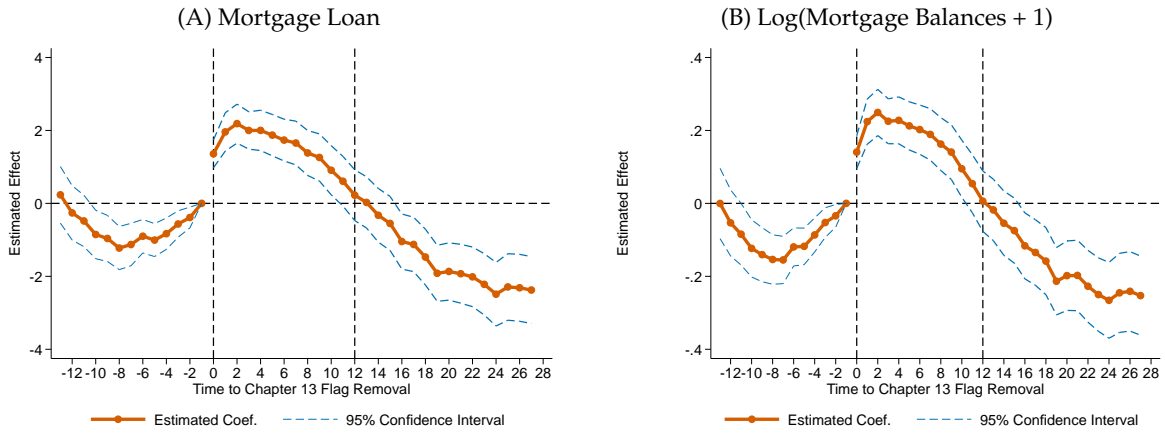 (A) Mortgage Loan
4
2
0
-2
-4
Estimated Effect
-12 -10 -8 -6 -4 -2 0 2 4 6 8 10 12 14 16 18 20 22 24 26 28
Time to Chapter 13 Flag Removal
Estimated Coef. 95% Confidence Interval
(B) Log(Mortgage Balances + 1)
.4
.2
0
-.2
-.4
Estimated Effect
-12 -10 -8 -6 -4 -2 0 2 4 6 8 10 12 14 16 18 20 22 24 26 28
Time to Chapter 13 Flag Removal
Estimated Coef. 95% Confidence Interval